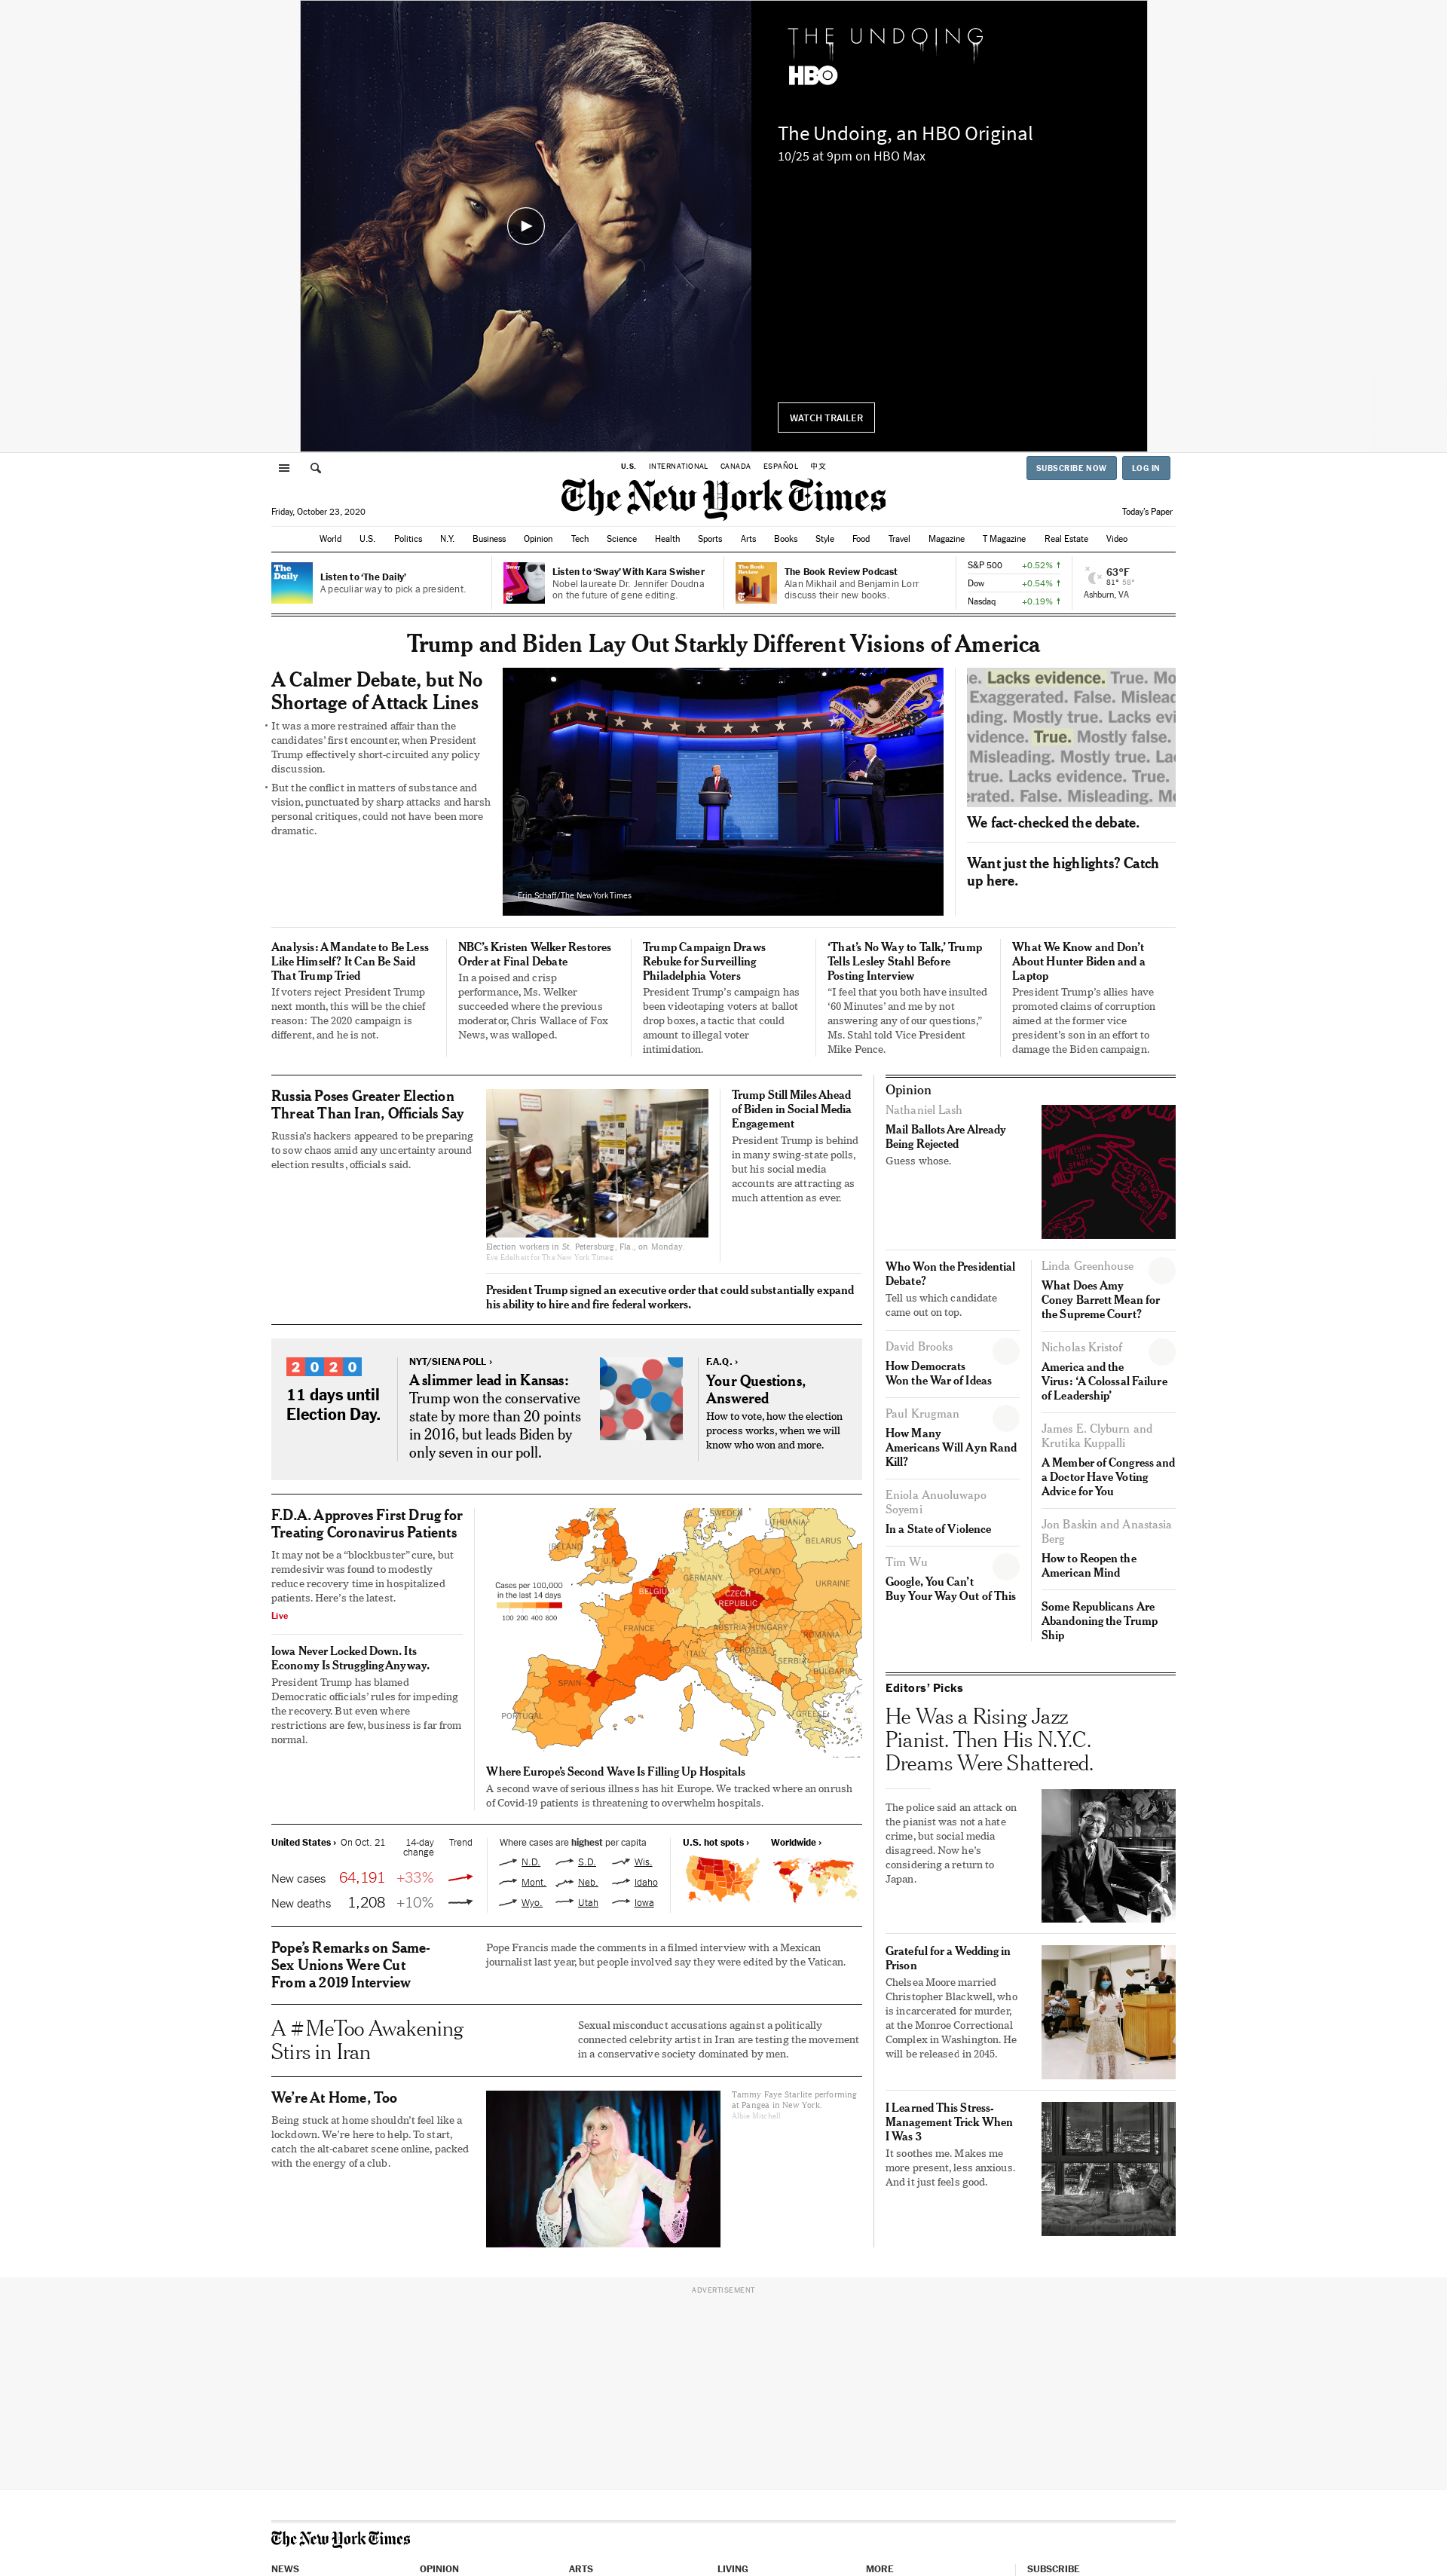 THE UNDOING
HBO
The Undoing, an HBO Original
10/25 at 9pm on HBO Max
WATCH TRAILER
U.S. INTERNATIONAL CANADA ESPAÑOL 中文
SUBSCRIBE NOW LOG IN
The New York Times
Friday, October 23, 2020
Today's Paper
World U.S. Politics N.Y. Business Opinion Tech Science Health Sports Arts Books Style Food Travel Magazine T Magazine Real Estate Video
The
Daily
Listen to ‘The Daily’
A peculiar way to pick a president.
Sway
Listen to ‘Sway’ With Kara Swisher
Nobel laureate Dr. Jennifer Doudna
on the future of gene editing.
The Book
Review
The Book Review Podcast
Alan Mikhail and Benjamin Lorr
discuss their new books.
S&P 500 +0.52% ↑
Dow +0.54% ↑
Nasdaq +0.19% ↑
63°F
81° 58°
Ashburn, VA
Trump and Biden Lay Out Starkly Different Visions of America
A Calmer Debate, but No
Shortage of Attack Lines
• It was a more restrained affair than the
candidates’ first encounter, when President
Trump effectively short-circuited any policy
discussion.
• But the conflict in matters of substance and
vision, punctuated by sharp attacks and harsh
personal critiques, could not have been more
dramatic.
Erin Schaff/The New York Times
e. Lacks evidence. True. Mo
Exaggerated. False. Mislead
ding. Mostly true. Lacks evi
vidence. True. Mostly false.
Misleading. Mostly true. Lac
true. Lacks evidence. True.
erated. False. Misleading. Mo
We fact-checked the debate.
Want just the highlights? Catch
up here.
Analysis: A Mandate to Be Less
Like Himself? It Can Be Said
That Trump Tried
If voters reject President Trump
next month, this will be the chief
reason: The 2020 campaign is
different, and he is not.
NBC’s Kristen Welker Restores
Order at Final Debate
In a poised and crisp
performance, Ms. Welker
succeeded where the previous
moderator, Chris Wallace of Fox
News, was walloped.
Trump Campaign Draws
Rebuke for Surveilling
Philadelphia Voters
President Trump’s campaign has
been videotaping voters at ballot
drop boxes, a tactic that could
amount to illegal voter
intimidation.
‘That’s No Way to Talk,’ Trump
Tells Lesley Stahl Before
Posting Interview
“I feel that you both have insulted
‘60 Minutes’ and me by not
answering any of our questions,”
Ms. Stahl told Vice President
Mike Pence.
What We Know and Don’t
About Hunter Biden and a
Laptop
President Trump’s allies have
promoted claims of corruption
aimed at the former vice
president’s son in an effort to
damage the Biden campaign.
Russia Poses Greater Election
Threat Than Iran, Officials Say
Russia’s hackers appeared to be preparing
to sow chaos amid any uncertainty around
election results, officials said.
Election workers in St. Petersburg, Fla., on Monday.
Eve Edelheit for The New York Times
Trump Still Miles Ahead
of Biden in Social Media
Engagement
President Trump is behind
in many swing-state polls,
but his social media
accounts are attracting as
much attention as ever.
President Trump signed an executive order that could substantially expand
his ability to hire and fire federal workers.
2020
11 days until
Election Day.
NYT/SIENA POLL ›
A slimmer lead in Kansas:
Trump won the conservative
state by more than 20 points
in 2016, but leads Biden by
only seven in our poll.
F.A.Q. ›
Your Questions,
Answered
How to vote, how the election
process works, when we will
know who won and more.
F.D.A. Approves First Drug for
Treating Coronavirus Patients
It may not be a “blockbuster” cure, but
remdesivir was found to modestly
reduce recovery time in hospitalized
patients. Here’s the latest.
Live
Iowa Never Locked Down. Its
Economy Is Struggling Anyway.
President Trump has blamed
Democratic officials’ rules for impeding
the recovery. But even where
restrictions are few, business is far from
normal.
Cases per 100,000
in the last 14 days
100 200 400 800
SWEDEN
LITHUANIA
IRELAND
U.K.
BELARUS
BELGIUM
GERMANY
POLAND
CZECH
REPUBLIC
UKRAINE
FRANCE
AUSTRIA
HUNGARY
ROMANIA
ITALY
CROATIA
SERBIA
BULGARIA
SPAIN
PORTUGAL
GREECE
Where Europe’s Second Wave Is Filling Up Hospitals
A second wave of serious illness has hit Europe. We tracked where an onrush
of Covid-19 patients is threatening to overwhelm hospitals.
United States › On Oct. 21 14-day
change Trend
New cases 64,191 +33%
New deaths 1,208 +10%
Where cases are highest per capita
N.D. S.D. Wis.
Mont. Neb. Idaho
Wyo. Utah Iowa
U.S. hot spots › Worldwide ›
Pope’s Remarks on Same-
Sex Unions Were Cut
From a 2019 Interview
Pope Francis made the comments in a filmed interview with a Mexican
journalist last year, but people involved say they were edited by the Vatican.
A #MeToo Awakening
Stirs in Iran
Sexual misconduct accusations against a politically
connected celebrity artist in Iran are testing the movement
in a conservative society dominated by men.
We’re At Home, Too
Being stuck at home shouldn’t feel like a
lockdown. We’re here to help. To start,
catch the alt-cabaret scene online, packed
with the energy of a club.
Tammy Faye Starlite performing
at Pangea in New York.
Albie Mitchell
Opinion
Nathaniel Lash
Mail Ballots Are Already
Being Rejected
Guess whose.
RETURN
TO
SENDER
RETURNED
TO
SENDER
Who Won the Presidential
Debate?
Tell us which candidate
came out on top.
David Brooks
How Democrats
Won the War of Ideas
Paul Krugman
How Many
Americans Will Ayn Rand
Kill?
Eniola Anuoluwapo
Soyemi
In a State of Violence
Tim Wu
Google, You Can’t
Buy Your Way Out of This
Linda Greenhouse
What Does Amy
Coney Barrett Mean for
the Supreme Court?
Nicholas Kristof
America and the
Virus: ‘A Colossal Failure
of Leadership’
James E. Clyburn and
Krutika Kuppalli
A Member of Congress and
a Doctor Have Voting
Advice for You
Jon Baskin and Anastasia
Berg
How to Reopen the
American Mind
Some Republicans Are
Abandoning the Trump
Ship
Editors’ Picks
He Was a Rising Jazz
Pianist. Then His N.Y.C.
Dreams Were Shattered.
The police said an attack on
the pianist was not a hate
crime, but social media
disagreed. Now he’s
considering a return to
Japan.
Grateful for a Wedding in
Prison
Chelsea Moore married
Christopher Blackwell, who
is incarcerated for murder,
at the Monroe Correctional
Complex in Washington. He
will be released in 2045.
I Learned This Stress-
Management Trick When
I Was 3
It soothes me. Makes me
more present, less anxious.
And it just feels good.
ADVERTISEMENT
The New York Times
NEWS OPINION ARTS LIVING MORE SUBSCRIBE